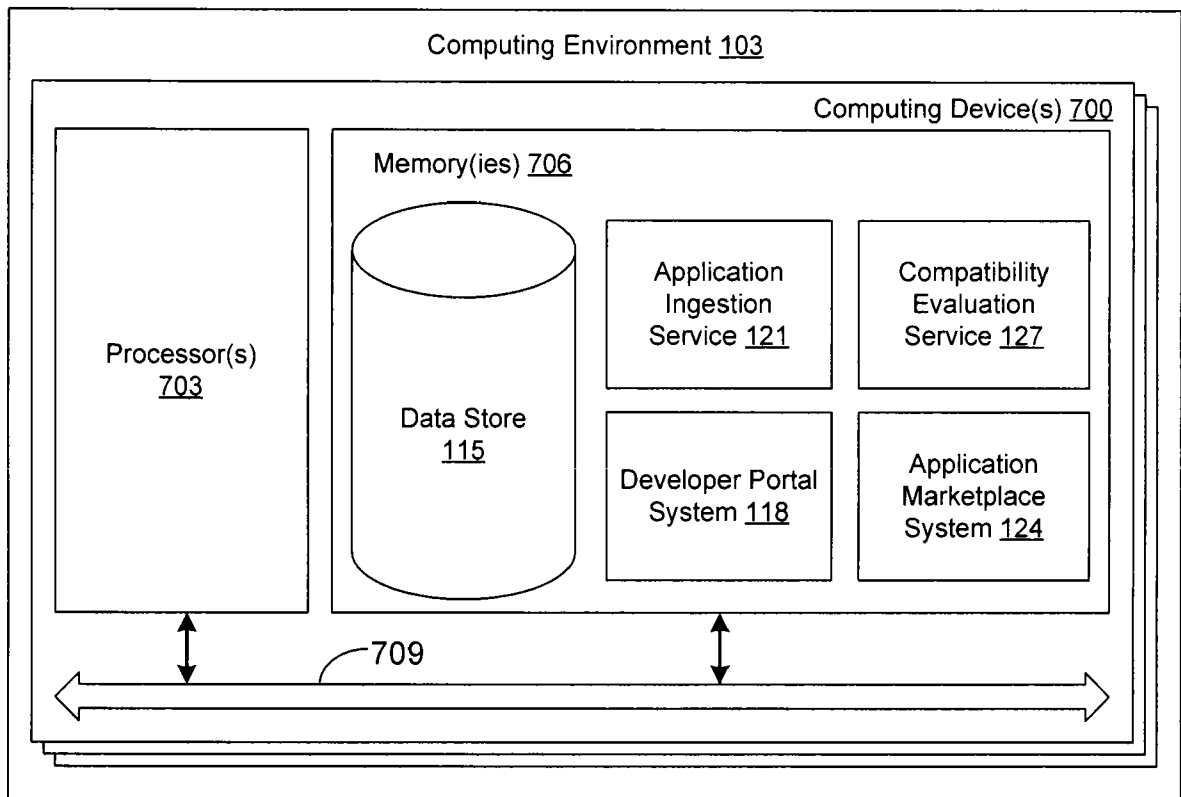 Computing Environment 103
Computing Device(s) 700
Processor(s)
703
Memory(ies) 706
Data Store
115
Application
Ingestion
Service 121
Compatibility
Evaluation
Service 127
Developer Portal
System 118
Application
Marketplace
System 124
709